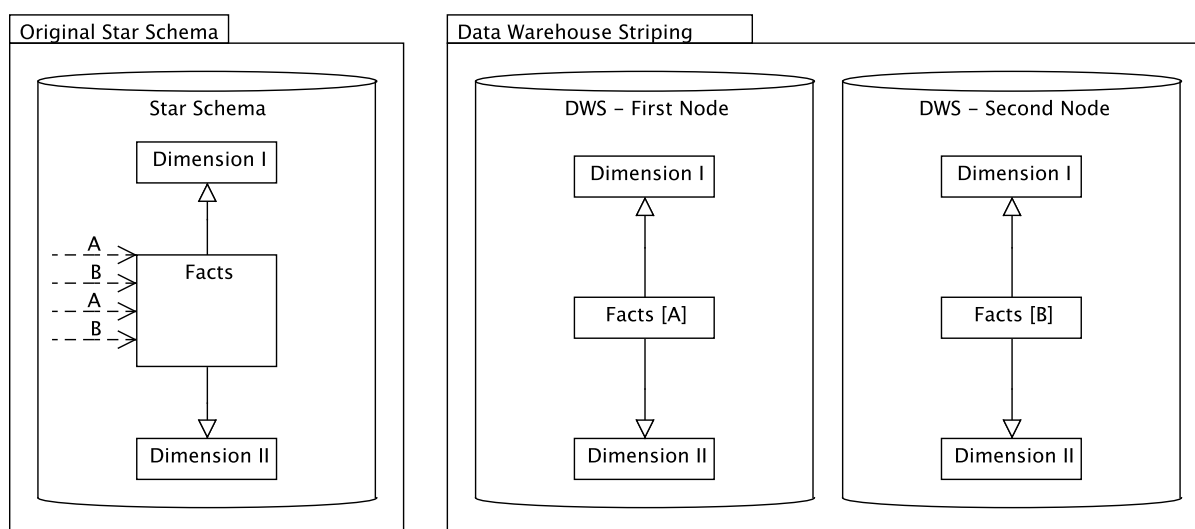 Original Star Schema
Star Schema
Dimension I
A
B
A
B
Facts
Dimension II
Data Warehouse Striping
DWS – First Node
Dimension I
Facts [A]
Dimension II
DWS – Second Node
Dimension I
Facts [B]
Dimension II